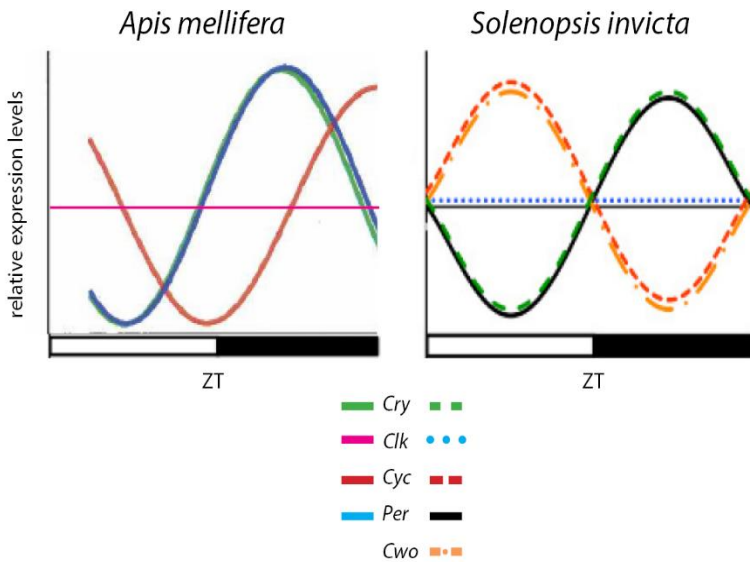 Apis mellifera
Solenopsis invicta
relative expression levels
ZT
ZT
Cry
Clk
Cyc
Per
Cwo